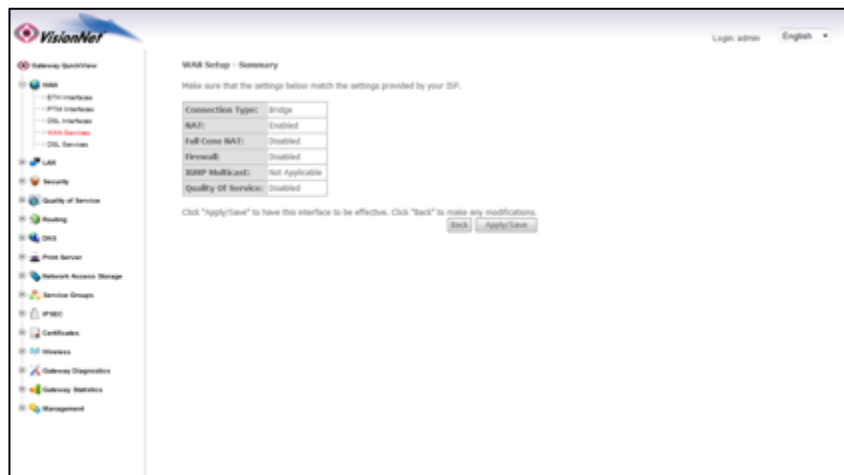 VisionNet
Login admin
English
Gateway QuickView
WAN
ETH Interfaces
PTM Interfaces
DSL Interfaces
WAN Services
DSL Services
LAN
Security
Quality of Service
Routing
DNS
Print Server
Network Access Storage
Service Groups
IPSEC
Certificates
Wireless
Gateway Diagnostics
Gateway Statistics
Management
WAN Setup - Summary
Make sure that the settings below match the settings provided by your ISP.
Connection Type: Bridge
NAT: Enabled
Full Cone NAT: Disabled
Firewall: Disabled
IGMP Multicast: Not Applicable
Quality Of Service: Disabled
Click "Apply/Save" to have this interface to be effective. Click "Back" to make any modifications.
Back Apply/Save